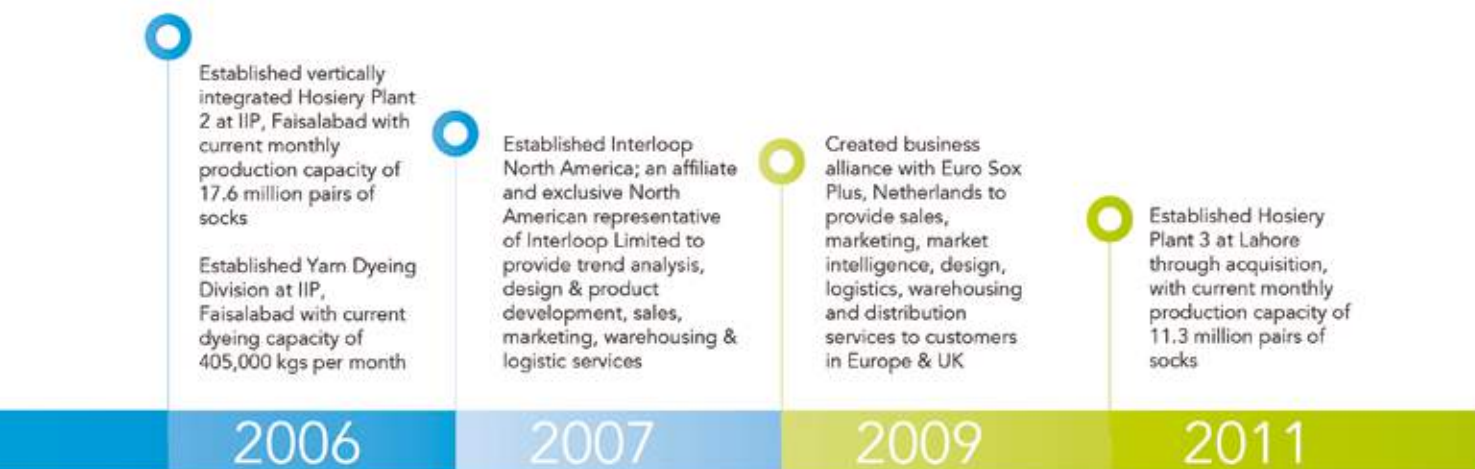 Established vertically
integrated Hosiery Plant
2 at IIP, Faisalabad with
current monthly
production capacity of
17.6 million pairs of
socks
Established Yarn Dyeing
Division at IIP,
Faisalabad with current
dyeing capacity of
405,000 kgs per month
2006
Established Interloop
North America; an affiliate
and exclusive North
American representative
of Interloop Limited to
provide trend analysis,
design & product
development, sales,
marketing, warehousing &
logistic services
2007
Created business
alliance with Euro Sox
Plus, Netherlands to
provide sales,
marketing, market
intelligence, design,
logistics, warehousing
and distribution
services to customers
in Europe & UK
2009
Established Hosiery
Plant 3 at Lahore
through acquisition,
with current monthly
production capacity of
11.3 million pairs of
socks
2011